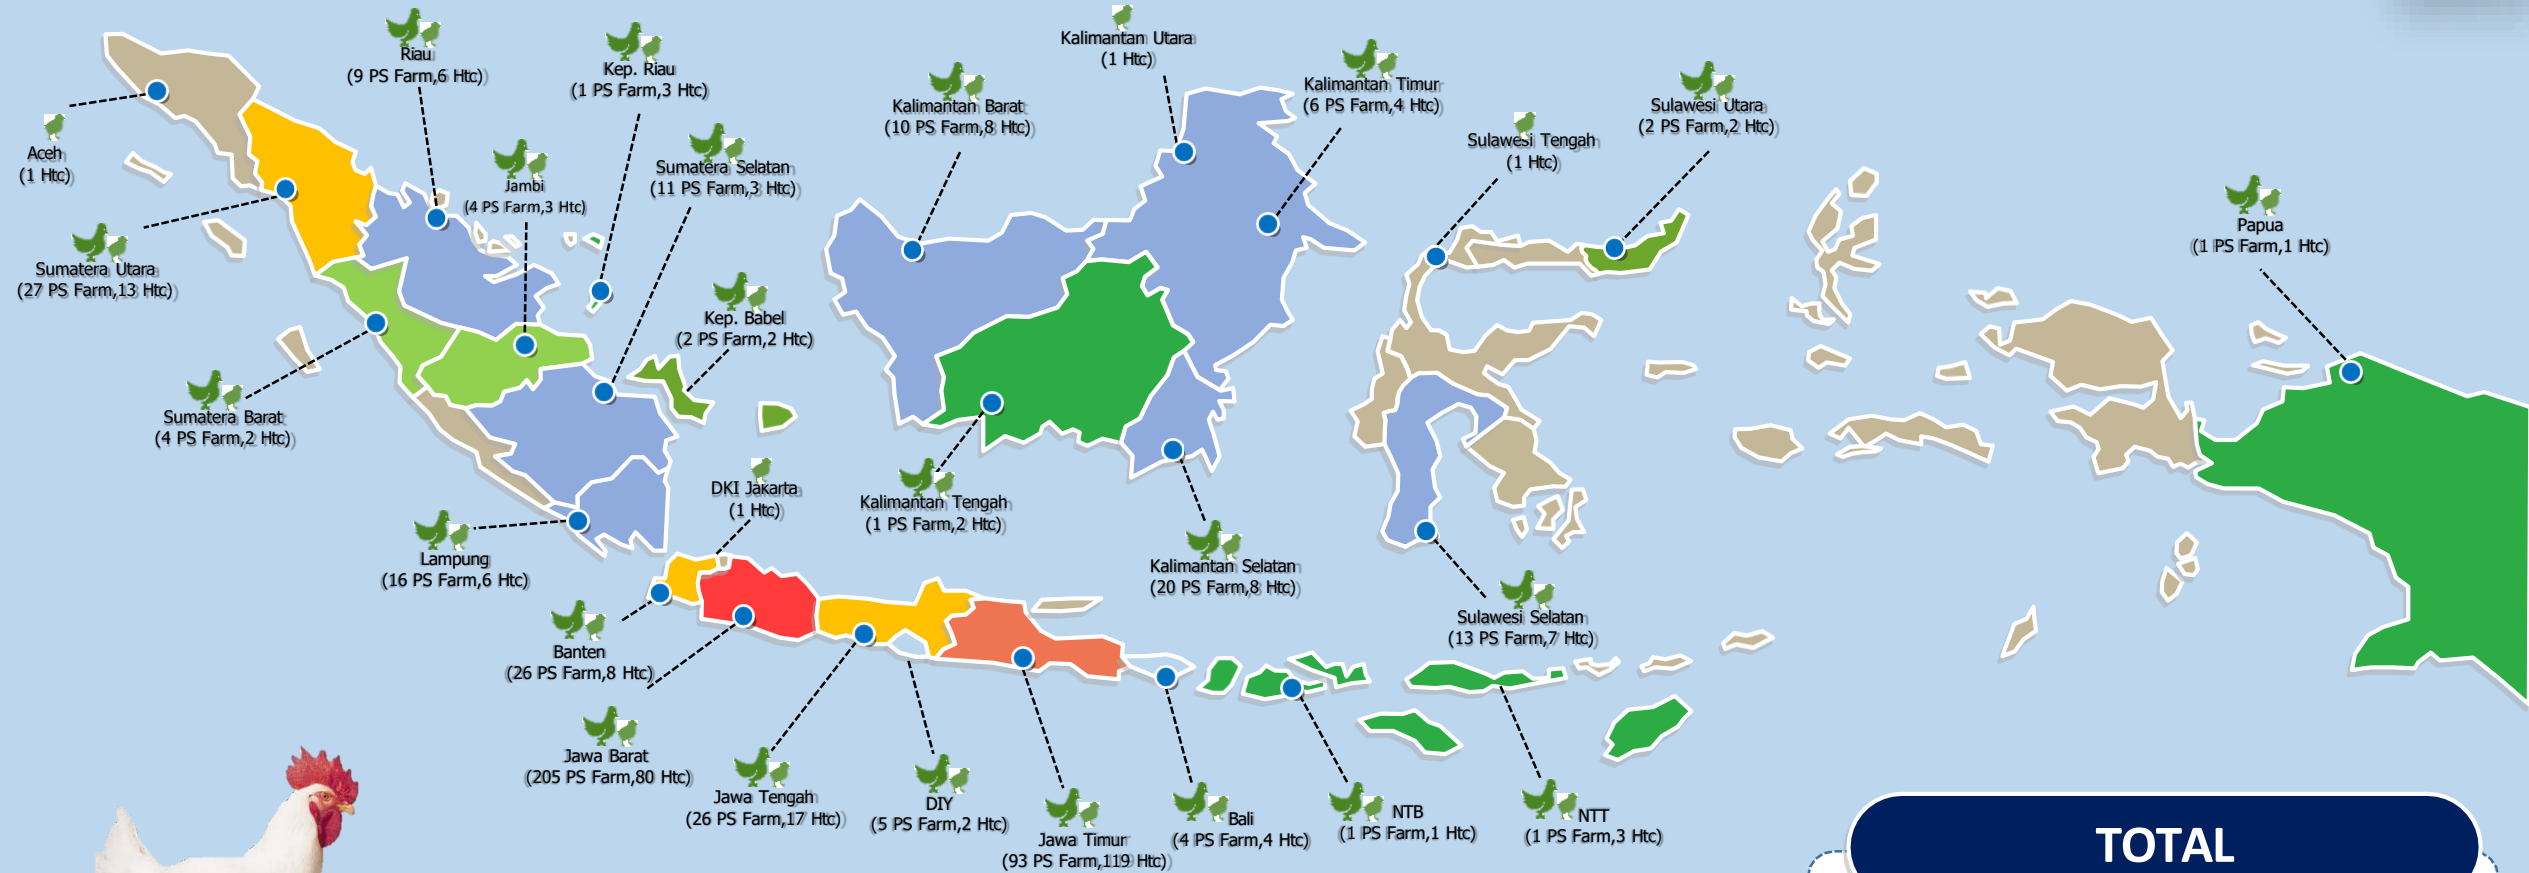 Kalimantan Utara
(1 Htc)
Riau
(9 PS Farm,6 Htc)
Kep. Riau
(1 PS Farm,3 Htc)
Kalimantan Barat
(10 PS Farm,8 Htc)
Kalimantan Timur
(6 PS Farm,4 Htc)
Sulawesi Utara
(2 PS Farm,2 Htc)
Sulawesi Tengah
(1 Htc)
Aceh
(1 Htc)
Jambi
(4 PS Farm,3 Htc)
Sumatera Selatan
(11 PS Farm,3 Htc)
Papua
(1 PS Farm,1 Htc)
Sumatera Utara
(27 PS Farm,13 Htc)
Kep. Babel
(2 PS Farm,2 Htc)
Sumatera Barat
(4 PS Farm,2 Htc)
DKI Jakarta
(1 Htc)
Kalimantan Tengah
(1 PS Farm,2 Htc)
Lampung
(16 PS Farm,6 Htc)
Kalimantan Selatan
(20 PS Farm,8 Htc)
Sulawesi Selatan
(13 PS Farm,7 Htc)
Banten
(26 PS Farm,8 Htc)
Jawa Barat
(205 PS Farm,80 Htc)
Jawa Tengah
(26 PS Farm,17 Htc)
DIY
(5 PS Farm,2 Htc)
Jawa Timur
(93 PS Farm,119 Htc)
Bali
(4 PS Farm,4 Htc)
NTB
(1 PS Farm,1 Htc)
NTT
(1 PS Farm,3 Htc)
TOTAL